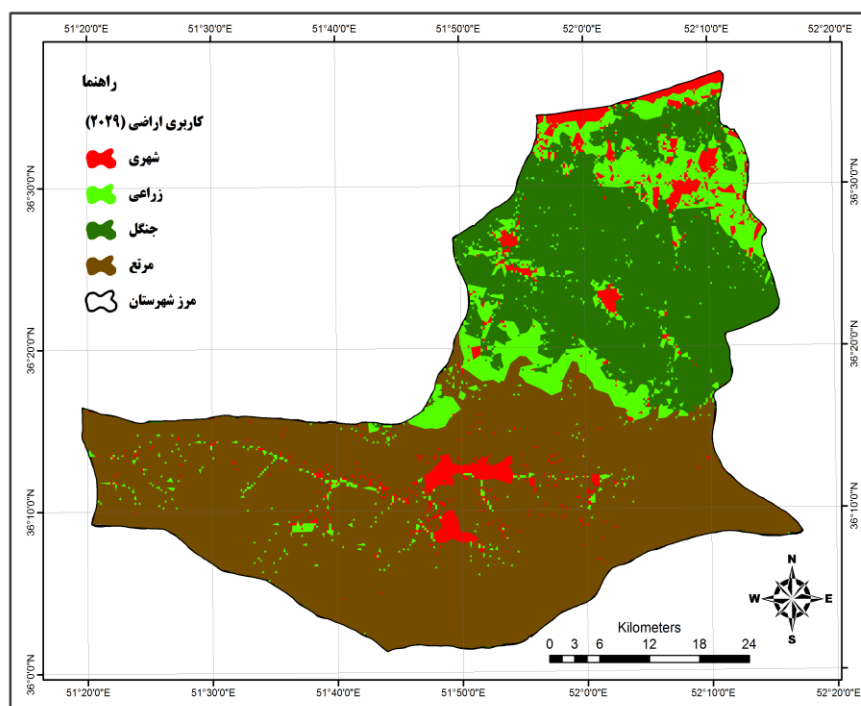 51°20'0"E 51°30'0"E 51°40'0"E 51°50'0"E 52°0'0"E 52°10'0"E 52°20'0"E
راهنما
کاربری اراضی (۲۰۲۹)
شهری
زراعی
جنگل
مرتع
مرز شهرستان
36°30'0"N 36°30'0"N
36°20'0"N 36°20'0"N
36°10'0"N 36°10'0"N
36°0'0"N 36°0'0"N
N
W E
S
Kilometers
0 3 6 12 18 24
51°20'0"E 51°30'0"E 51°40'0"E 51°50'0"E 52°0'0"E 52°10'0"E 52°20'0"E